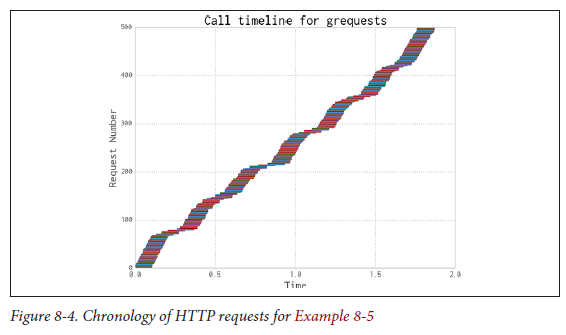 Call timeline for grequests
500
400
300
200
100
0
Request Number
0.0 0.5 1.0 1.5 2.0
Time
Figure 8-4. Chronology of HTTP requests for Example 8-5